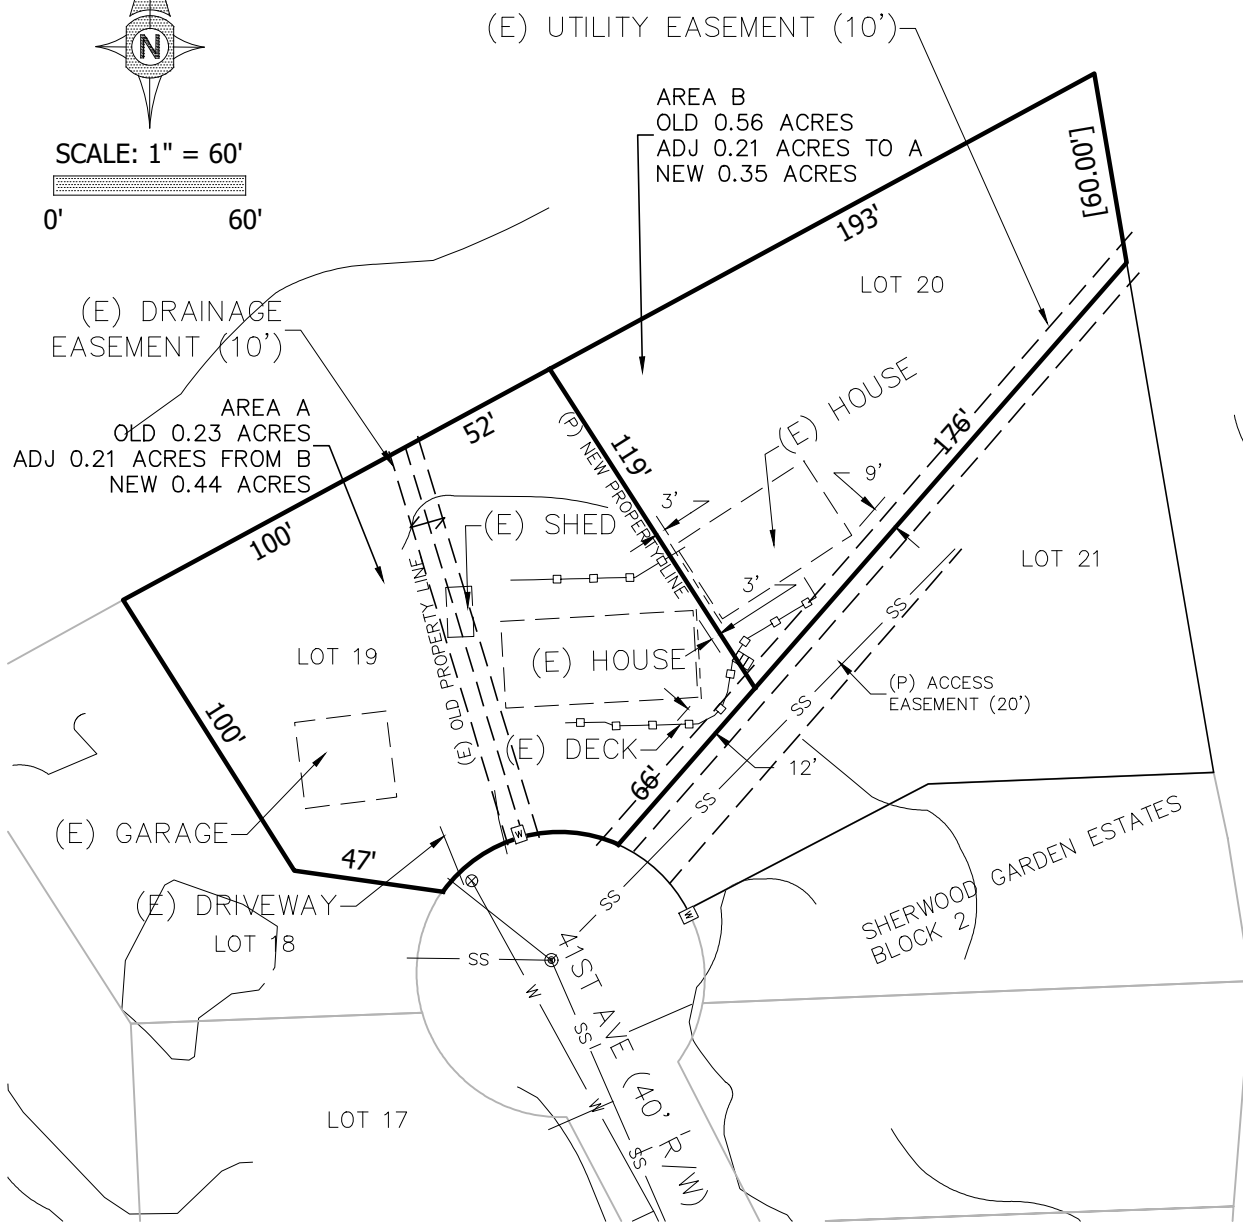 N
SCALE: 1" = 60'
0' 60'
(E) UTILITY EASEMENT (10')
AREA B
OLD 0.56 ACRES
ADJ 0.21 ACRES TO A
NEW 0.35 ACRES
[60.00']
193'
LOT 20
(E) DRAINAGE
EASEMENT (10')
AREA A
OLD 0.23 ACRES
ADJ 0.21 ACRES FROM B
NEW 0.44 ACRES
52'
100'
(P) NEW PROPERTY LINE
119'
(E) HOUSE
176'
9'
3'
3'
(E) SHED
LOT 21
SS
(E) OLD PROPERTY LINE
LOT 19
(E) HOUSE
(P) ACCESS
EASEMENT (20')
SS
100'
(E) DECK
12'
66'
SS
(E) GARAGE
W
47'
SHERWOOD GARDEN ESTATES
BLOCK 2
(E) DRIVEWAY
SS
W
LOT 18
SS
41ST AVE (40' R/W)
W
SS
W
SS
LOT 17